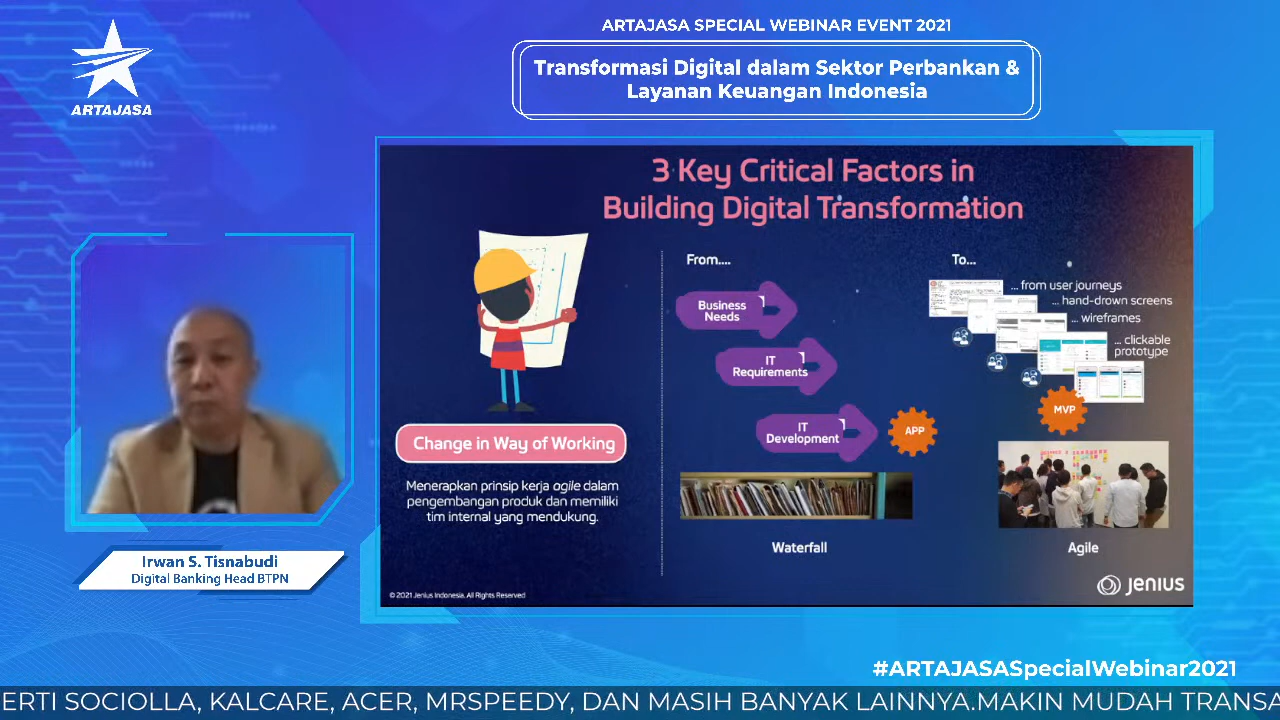 ARTAJASA SPECIAL WEBINAR EVENT 2021
Transformasi Digital dalam Sektor Perbankan &
Layanan Keuangan Indonesia
ARTAJASA
3 Key Critical Factors in
Building Digital Transformation
From....
To...
Business
Needs
IT
Requirements
IT
Development
APP
... from user journeys
... hand-drown screens
... wireframes
... clickable
prototype
MVP
Change in Way of Working
Menerapkan prinsip kerja agile dalam
pengembangan produk dan memiliki
tim internal yang mendukung.
Waterfall
Agile
© 2021 Jenius Indonesia. All Rights Reserved
jenius
Irwan S. Tisnabudi
Digital Banking Head BTPN
#ARTAJASASpecialWebinar2021
ERTI SOCIOLLA, KALCARE, ACER, MRSPEEDY, DAN MASIH BANYAK LAINNYA.MAKIN MUDAH TRANSA